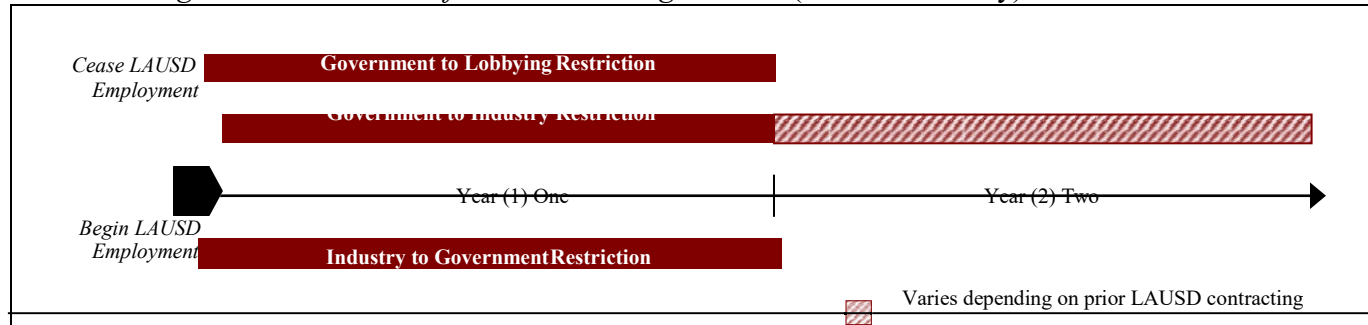 Cease LAUSD
Employment
Government to Lobbying Restriction
Government to Industry Restriction
Year (1) One
Year (2) Two
Begin LAUSD
Employment
Industry to GovernmentRestriction
Varies depending on prior LAUSD contracting